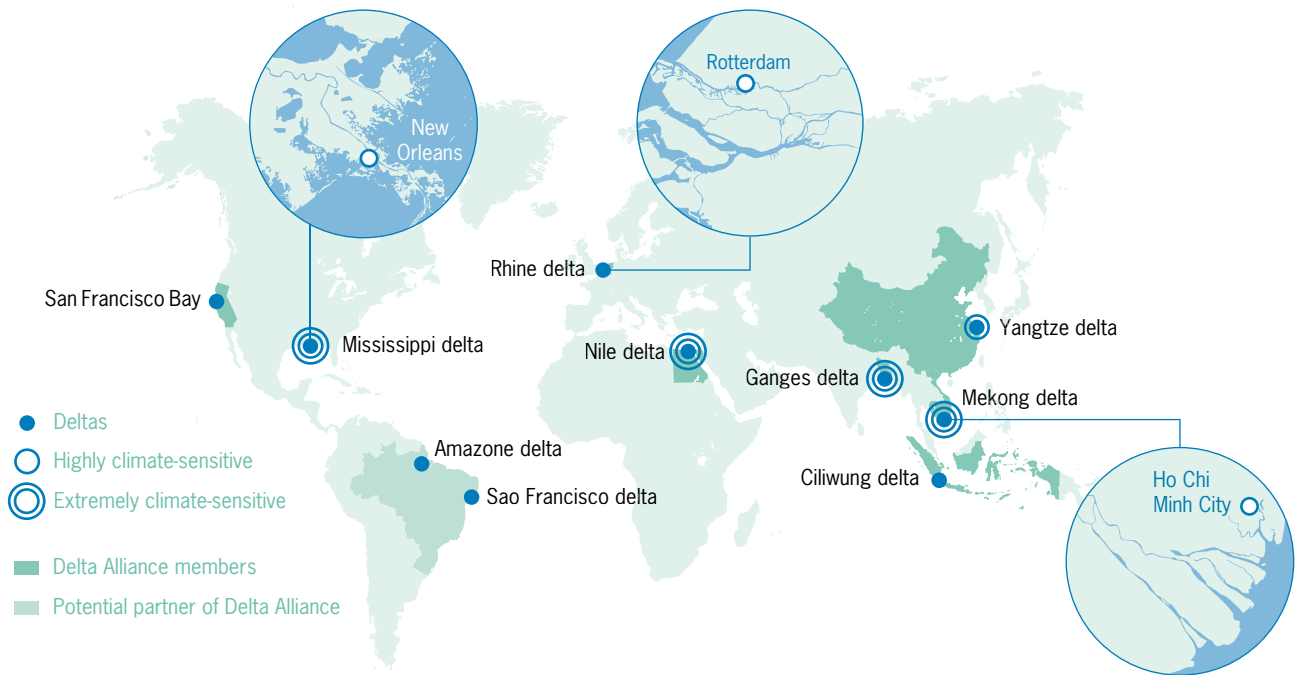 New
Orleans
Rotterdam
Rhine delta
San Francisco Bay
Mississippi delta
Nile delta
Yangtze delta
Ganges delta
Mekong delta
Deltas
Highly climate-sensitive
Extremely climate-sensitive
Amazone delta
Sao Francisco delta
Ciliwung delta
Ho Chi
Minh City
Delta Alliance members
Potential partner of Delta Alliance